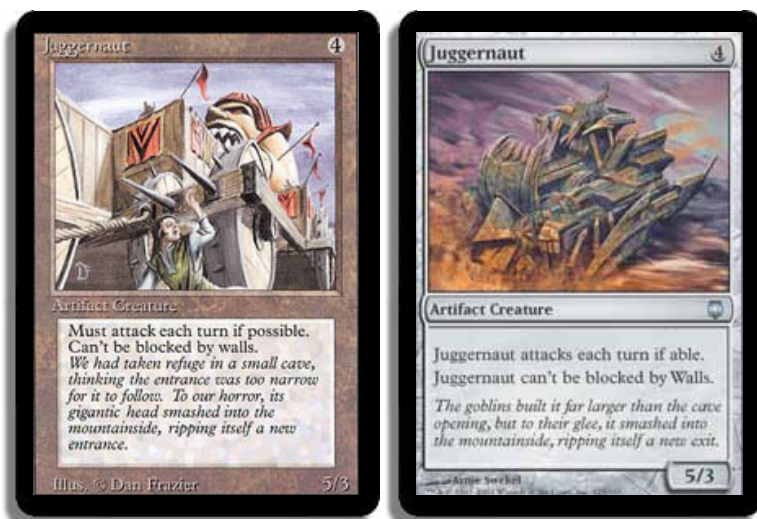 Juggernaut 4
Artifact Creature
Must attack each turn if possible.
Can't be blocked by walls.
We had taken refuge in a small cave,
thinking the entrance was too narrow
for it to follow. To our horror, its
gigantic head smashed into the
mountainside, ripping itself a new
entrance.
Illus. © Dan Frazier 5/3
Juggernaut 4
Artifact Creature
Juggernaut attacks each turn if able.
Juggernaut can't be blocked by Walls.
The goblins built it far larger than the cave
opening, but to their glee, it smashed into
the mountainside, ripping itself a new exit.
5/3
Arnie Swekel